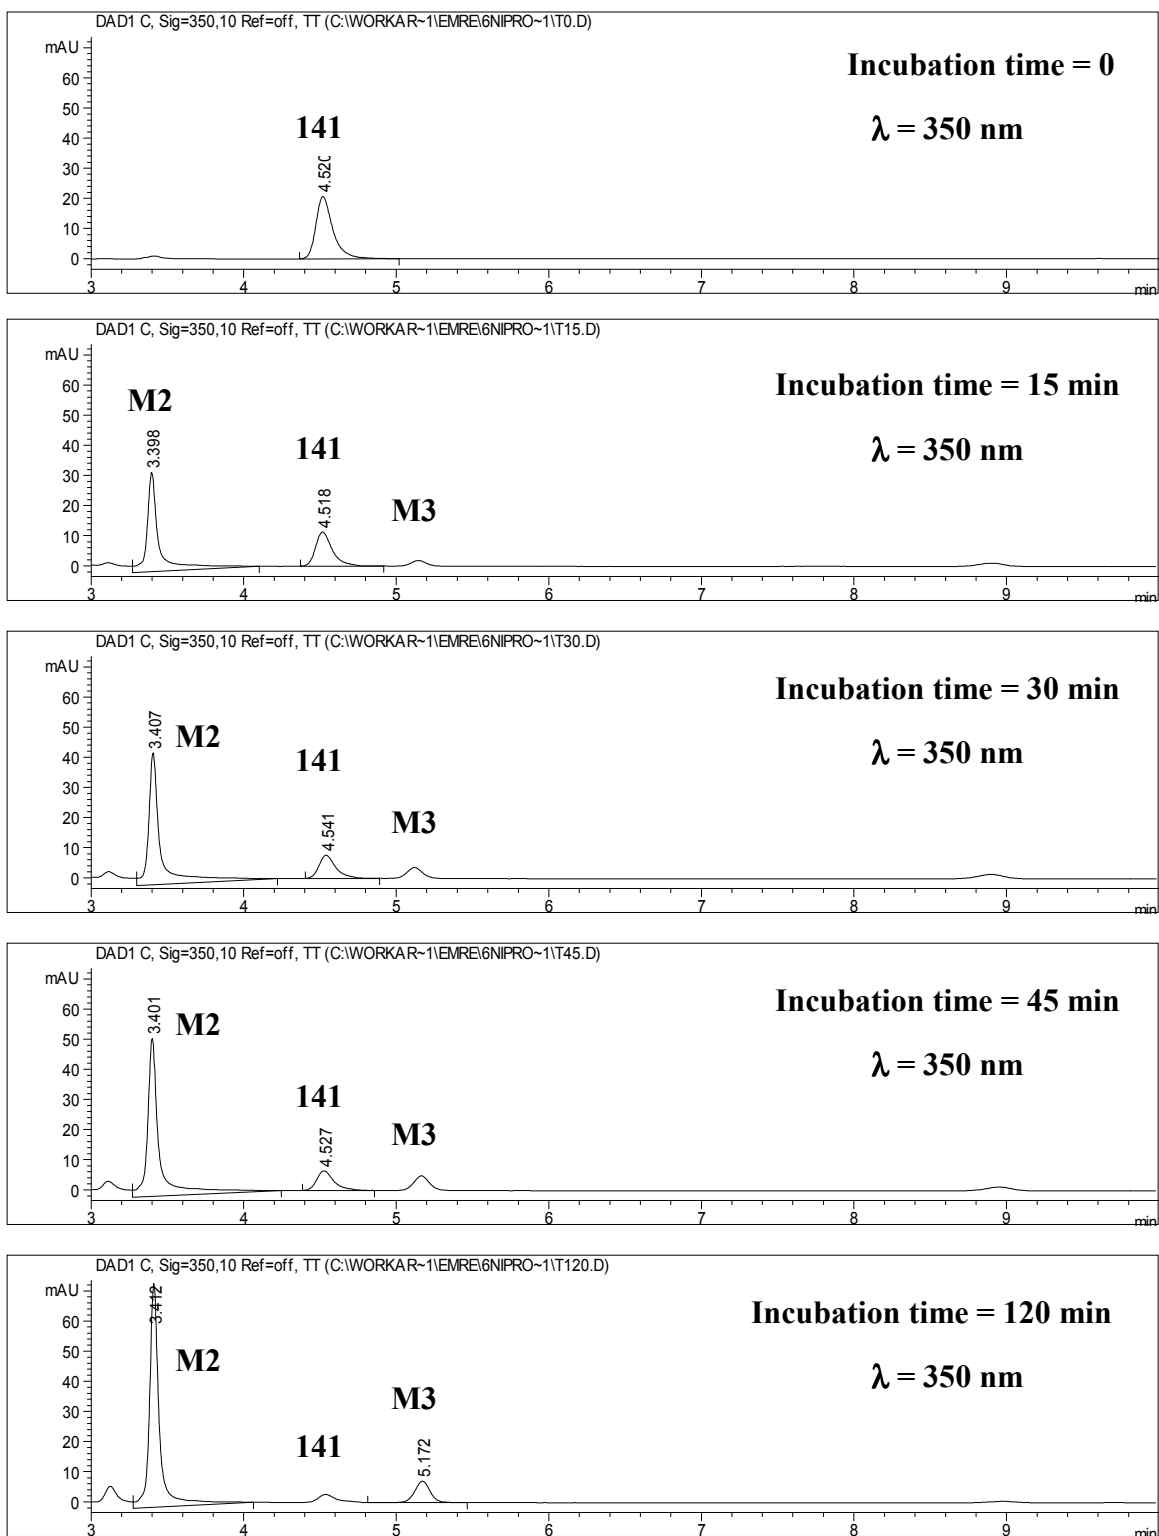 DAD1 C, Sig=350,10 Ref=off, TT (C:\WORKAR~1\EMRE\6NIPRO~1\T0.D)
mAU
Incubation time = 0
60
50
141
λ = 350 nm
40
30
4.520
20
10
0
3 4 5 6 7 8 9 min
DAD1 C, Sig=350,10 Ref=off, TT (C:\WORKAR~1\EMRE\6NIPRO~1\T15.D)
mAU
Incubation time = 15 min
60
M2
50
3.398
141
λ = 350 nm
40
30
4.518
M3
20
10
0
3 4 5 6 7 8 9 min
DAD1 C, Sig=350,10 Ref=off, TT (C:\WORKAR~1\EMRE\6NIPRO~1\T30.D)
mAU
Incubation time = 30 min
60
3.407
M2
50
141
λ = 350 nm
40
30
20
4.541
M3
10
0
3 4 5 6 7 8 9 min
DAD1 C, Sig=350,10 Ref=off, TT (C:\WORKAR~1\EMRE\6NIPRO~1\T45.D)
mAU
Incubation time = 45 min
60
3.401
M2
50
λ = 350 nm
40
30
141
20
4.527
M3
10
0
3 4 5 6 7 8 9 min
DAD1 C, Sig=350,10 Ref=off, TT (C:\WORKAR~1\EMRE\6NIPRO~1\T120.D)
mAU
3.412
Incubation time = 120 min
60
50
M2
λ = 350 nm
40
M3
30
20
141
5.172
10
0
3 4 5 6 7 8 9 min